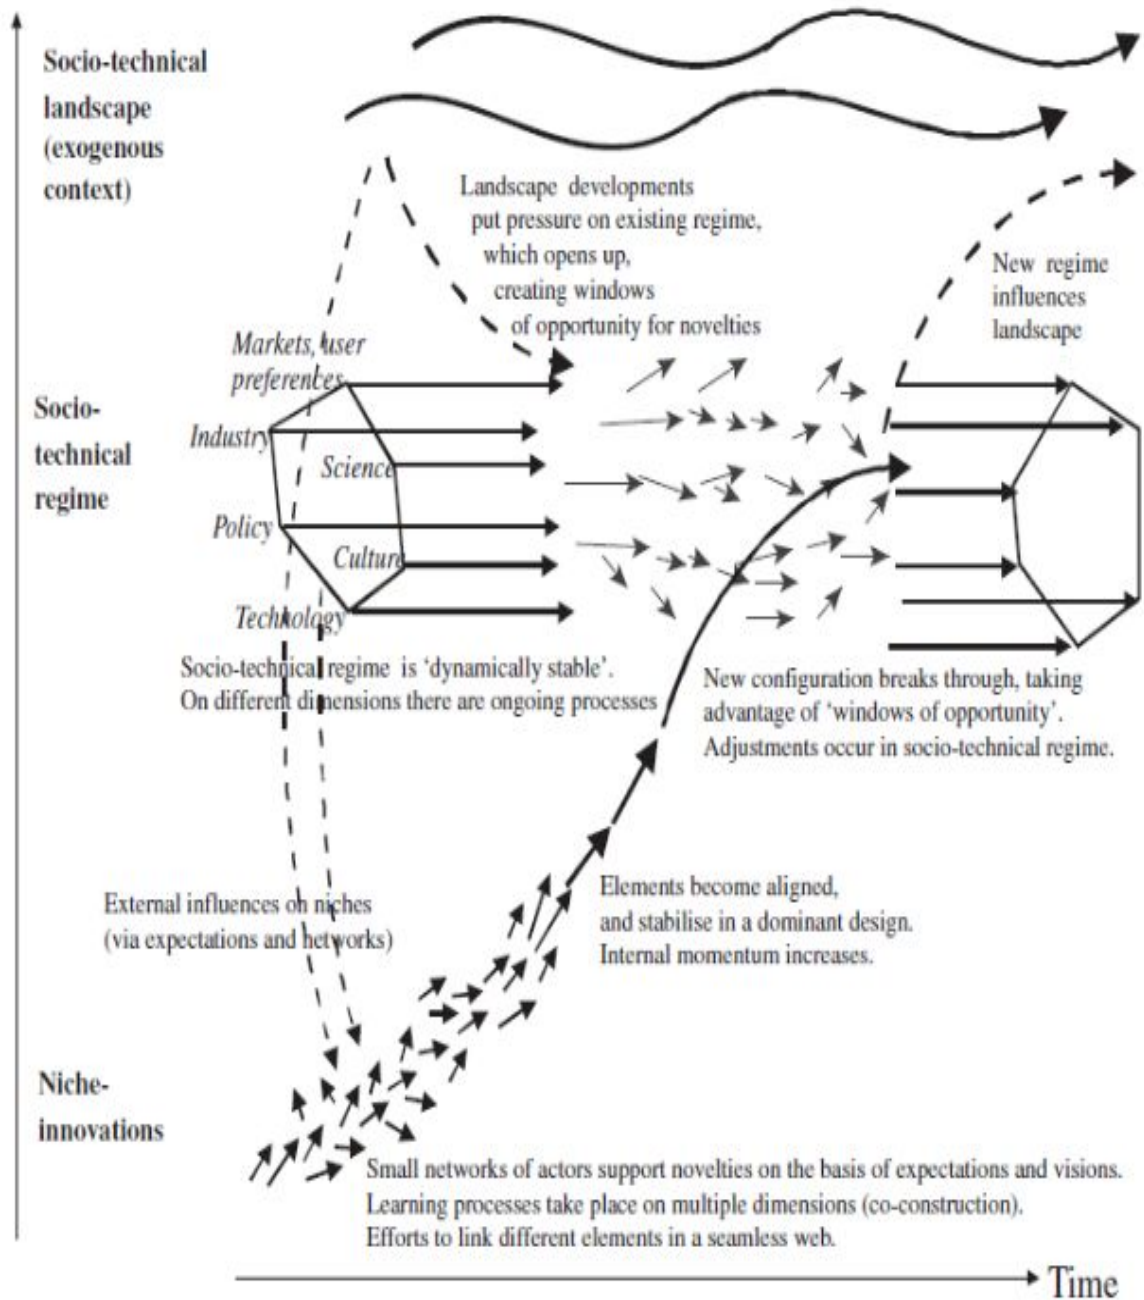 Socio-technical
landscape
(exogenous
context)
Landscape developments
put pressure on existing regime,
which opens up,
creating windows
of opportunity for novelties
New regime
influences
landscape
Markets, user
preferences
Socio-
technical
regime
Industry
Science
Policy
Culture
Technology
Socio-technical regime is ‘dynamically stable’.
On different dimensions there are ongoing processes
New configuration breaks through, taking
advantage of ‘windows of opportunity’.
Adjustments occur in socio-technical regime.
External influences on niches
(via expectations and networks)
Elements become aligned,
and stabilise in a dominant design.
Internal momentum increases.
Niche-
innovations
Small networks of actors support novelties on the basis of expectations and visions.
Learning processes take place on multiple dimensions (co-construction).
Efforts to link different elements in a seamless web.
Time